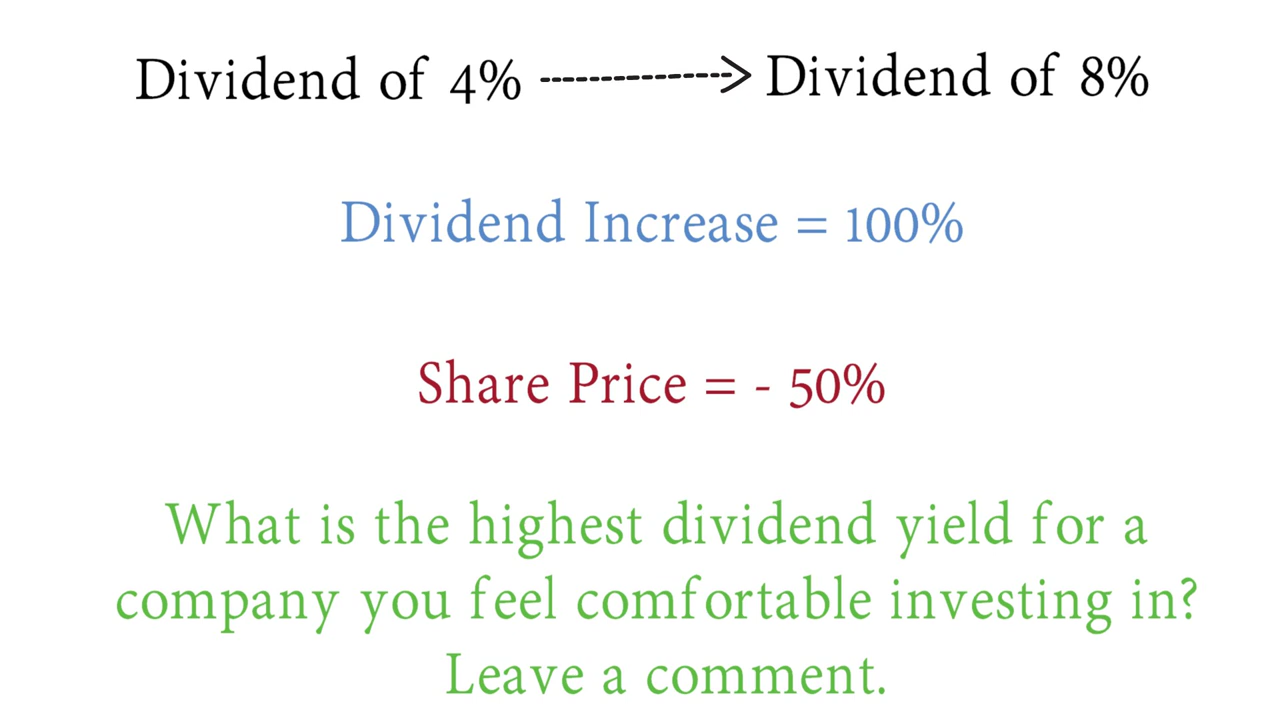 Dividend of 4% Dividend of 8%
Dividend Increase = 100%
Share Price = - 50%
What is the highest dividend yield for a
company you feel comfortable investing in?
Leave a comment.